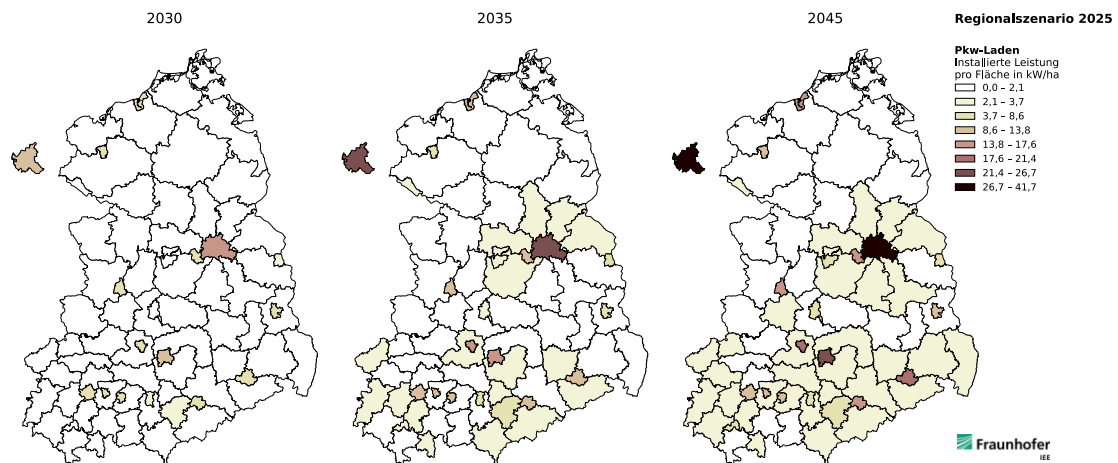 2030
2035
2045
Regionalszenario 2025
Pkw-Laden
Installierte Leistung
pro Fläche in kW/ha
0,0 – 2,1
2,1 – 3,7
3,7 – 8,6
8,6 – 13,8
13,8 – 17,6
17,6 – 21,4
21,4 – 26,7
26,7 – 41,7
Fraunhofer
IEE